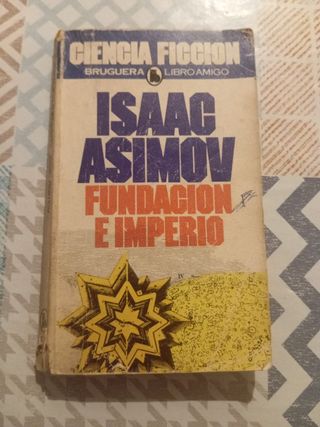 CIENCIA FICCION
BRUGUERA LIBRO AMIGO
ISAAC
ASIMOV
FUNDACION
E IMPERIO